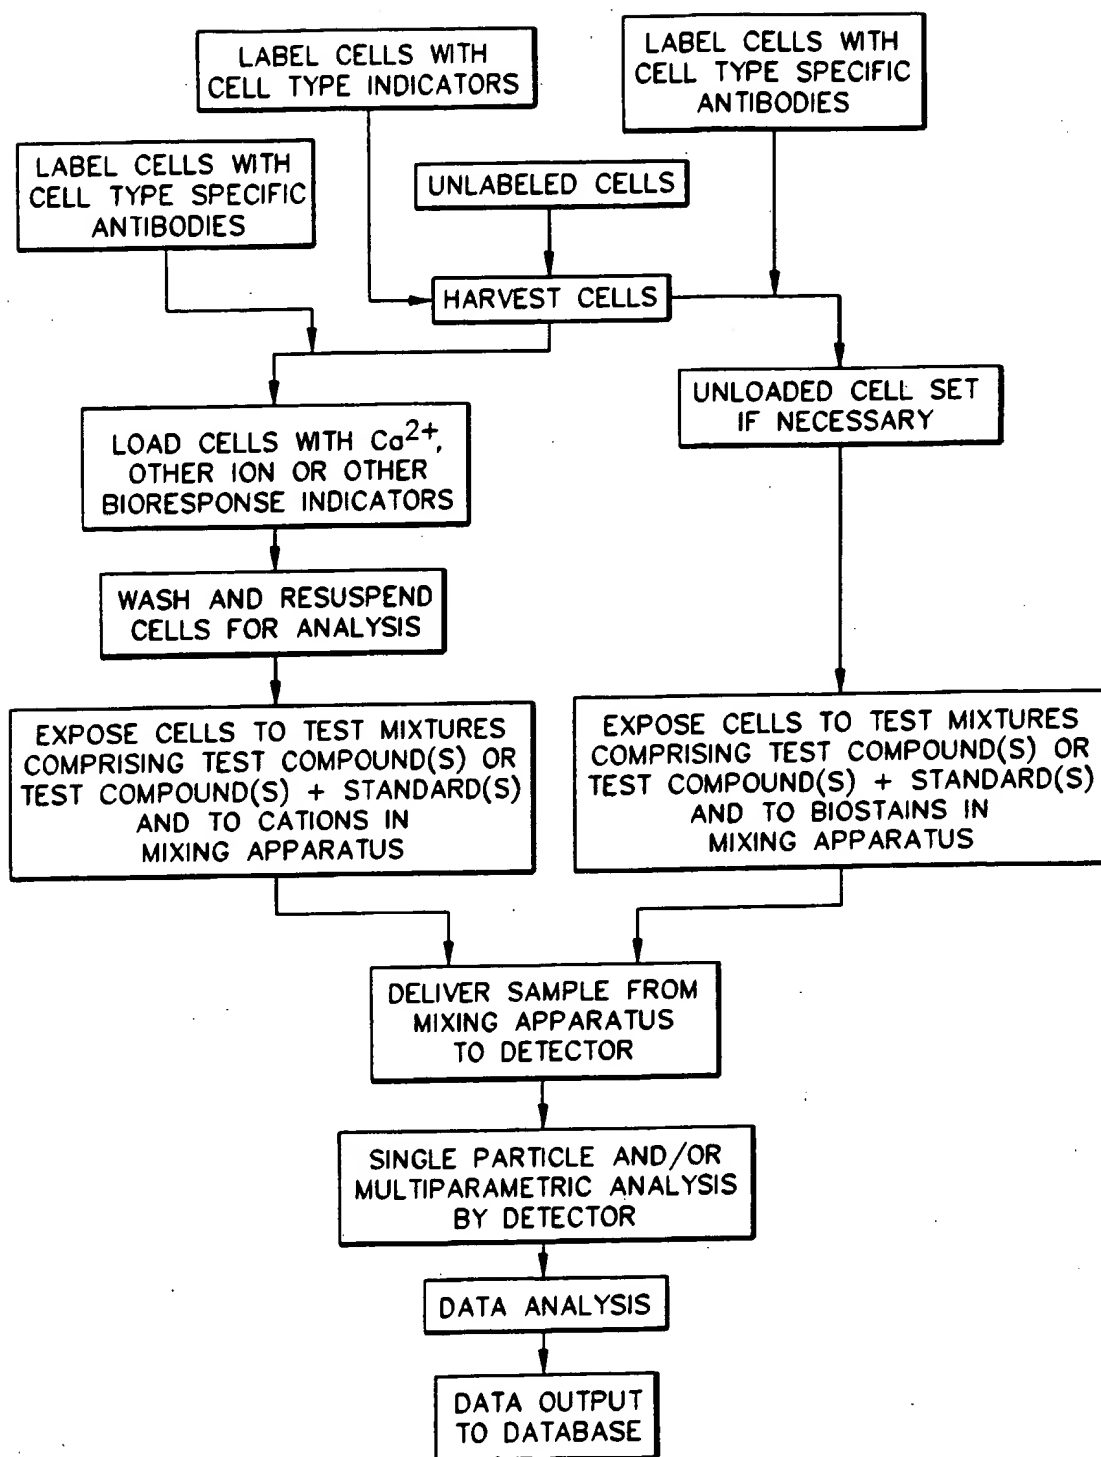 LABEL CELLS WITH
CELL TYPE INDICATORS
LABEL CELLS WITH
CELL TYPE SPECIFIC
ANTIBODIES
LABEL CELLS WITH
CELL TYPE SPECIFIC
ANTIBODIES
UNLABELED CELLS
HARVEST CELLS
UNLOADED CELL SET
IF NECESSARY
LOAD CELLS WITH Ca²⁺,
OTHER ION OR OTHER
BIORESPONSE INDICATORS
WASH AND RESUSPEND
CELLS FOR ANALYSIS
EXPOSE CELLS TO TEST MIXTURES
COMPRISING TEST COMPOUND(S) OR
TEST COMPOUND(S) + STANDARD(S)
AND TO CATIONS IN
MIXING APPARATUS
EXPOSE CELLS TO TEST MIXTURES
COMPRISING TEST COMPOUND(S) OR
TEST COMPOUND(S) + STANDARD(S)
AND TO BIOSTAINS IN
MIXING APPARATUS
DELIVER SAMPLE FROM
MIXING APPARATUS
TO DETECTOR
SINGLE PARTICLE AND/OR
MULTIPARAMETRIC ANALYSIS
BY DETECTOR
DATA ANALYSIS
DATA OUTPUT
TO DATABASE